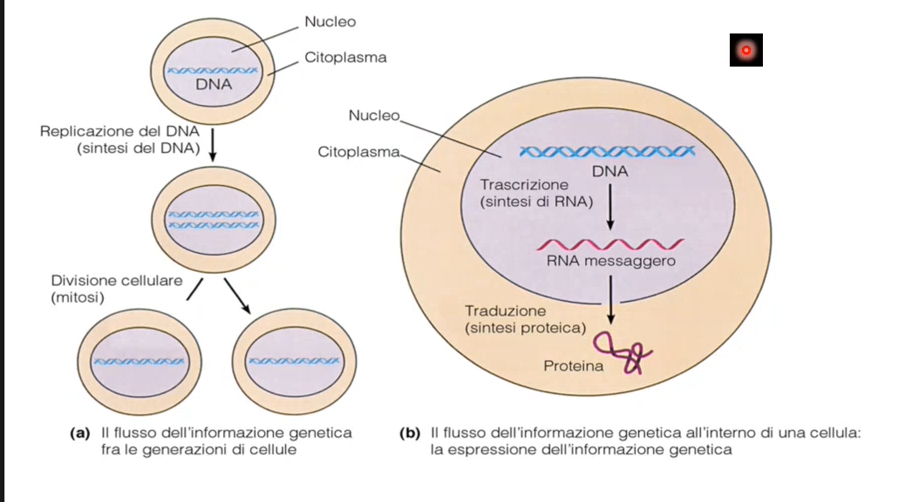 Nucleo
Citoplasma
DNA
Replicazione del DNA
(sintesi del DNA)
Divisione cellulare
(mitosi)
(a) Il flusso dell'informazione genetica
fra le generazioni di cellule
Nucleo
Citoplasma
DNA
Trascrizione
(sintesi di RNA)
RNA messaggero
Traduzione
(sintesi proteica)
Proteina
(b) Il flusso dell'informazione genetica all'interno di una cellula:
la espressione dell'informazione genetica